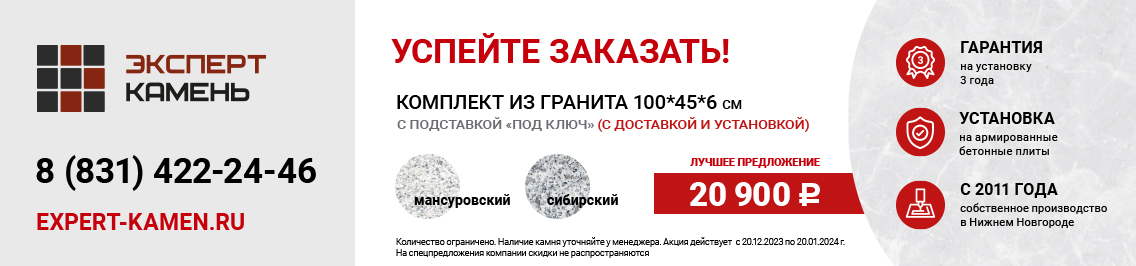 ЭКСПЕРТ
КАМЕНЬ
8 (831) 422-24-46
EXPERT-KAMEN.RU
УСПЕЙТЕ ЗАКАЗАТЬ!
КОМПЛЕКТ ИЗ ГРАНИТА 100*45*6 СМ
С ПОДСТАВКОЙ «ПОД КЛЮЧ» (С ДОСТАВКОЙ И УСТАНОВКОЙ)
мансуровский
сибирский
ЛУЧШЕЕ ПРЕДЛОЖЕНИЕ
20 900 ₽
Количество ограничено. Наличие камня уточняйте у менеджера. Акция действует с 20.12.2023 по 20.01.2024 г.
На спецпредложения компании скидки не распространяются
3
ГАРАНТИЯ
на установку
3 года
УСТАНОВКА
на армированные
бетонные плиты
С 2011 ГОДА
собственное производство
в Нижнем Новгороде